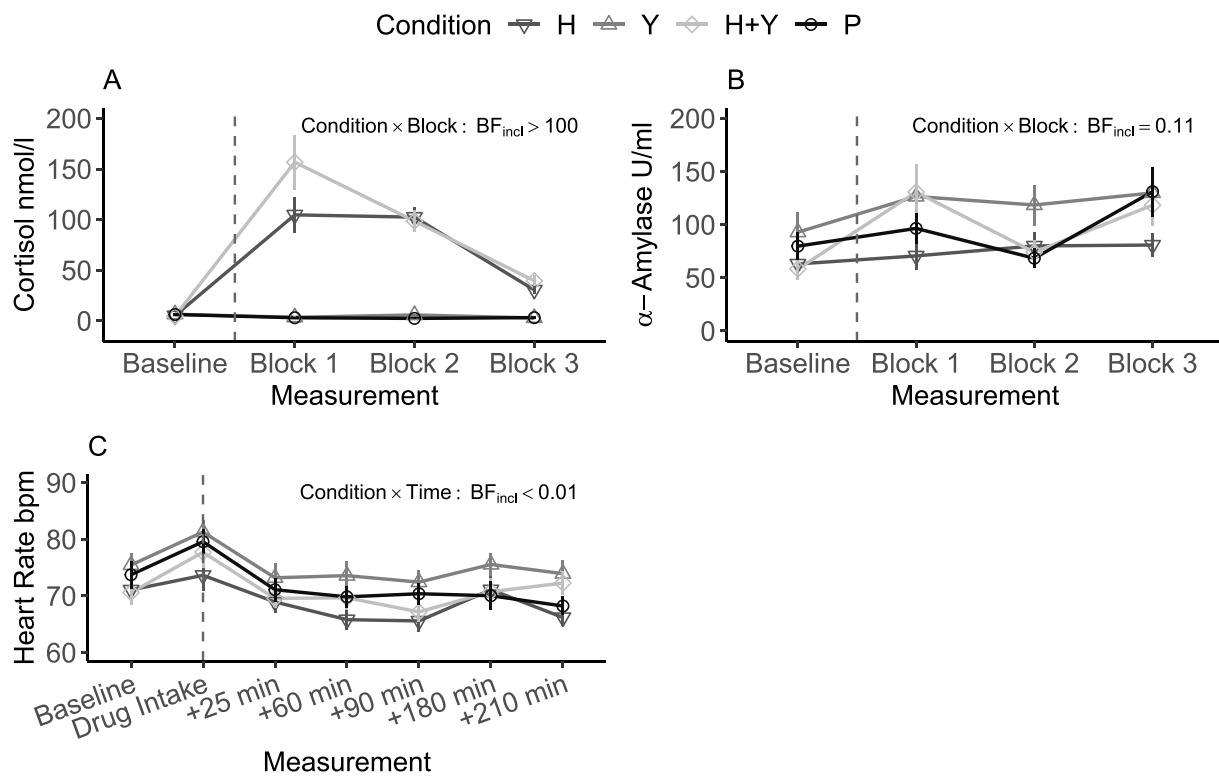 Condition H Y H+Y P
A
Cortisol nmol/l
200
150
100
50
0
Condition × Block : BFincl > 100
Baseline Block 1 Block 2 Block 3
Measurement
B
α−Amylase U/ml
200
150
100
50
0
Condition × Block : BFincl = 0.11
Baseline Block 1 Block 2 Block 3
Measurement
C
Heart Rate bpm
90
80
70
60
Condition × Time : BFincl < 0.01
Baseline Drug Intake +25 min +60 min +90 min +180 min +210 min
Measurement